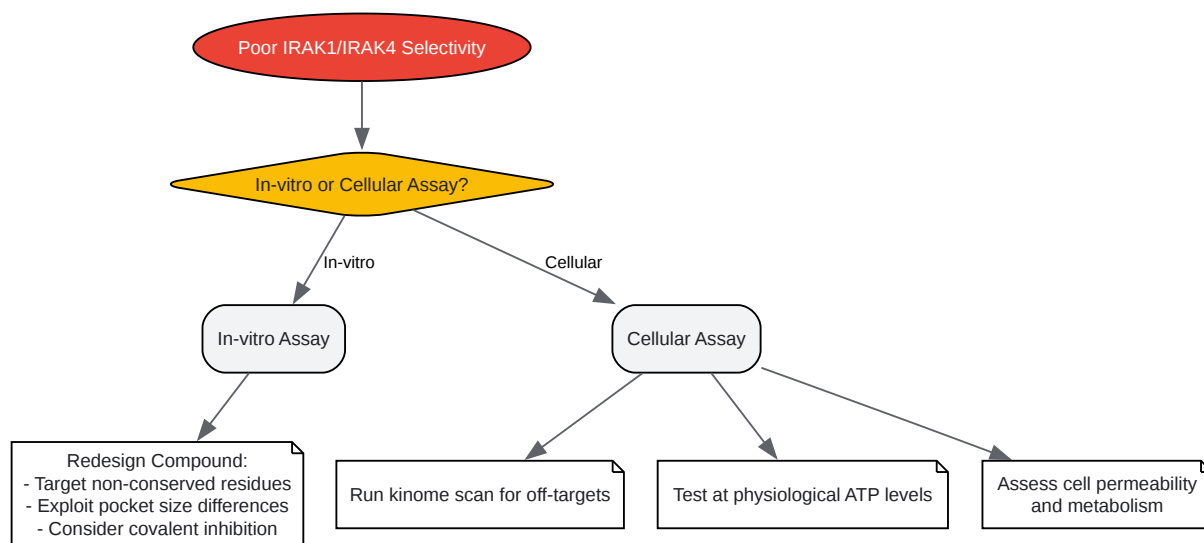 Poor IRAK1/IRAK4 Selectivity
In-vitro or Cellular Assay?
In-vitro
Cellular
In-vitro Assay
Cellular Assay
Redesign Compound:
- Target non-conserved residues
- Exploit pocket size differences
- Consider covalent inhibition
Run kinome scan for off-targets
Test at physiological ATP levels
Assess cell permeability
and metabolism